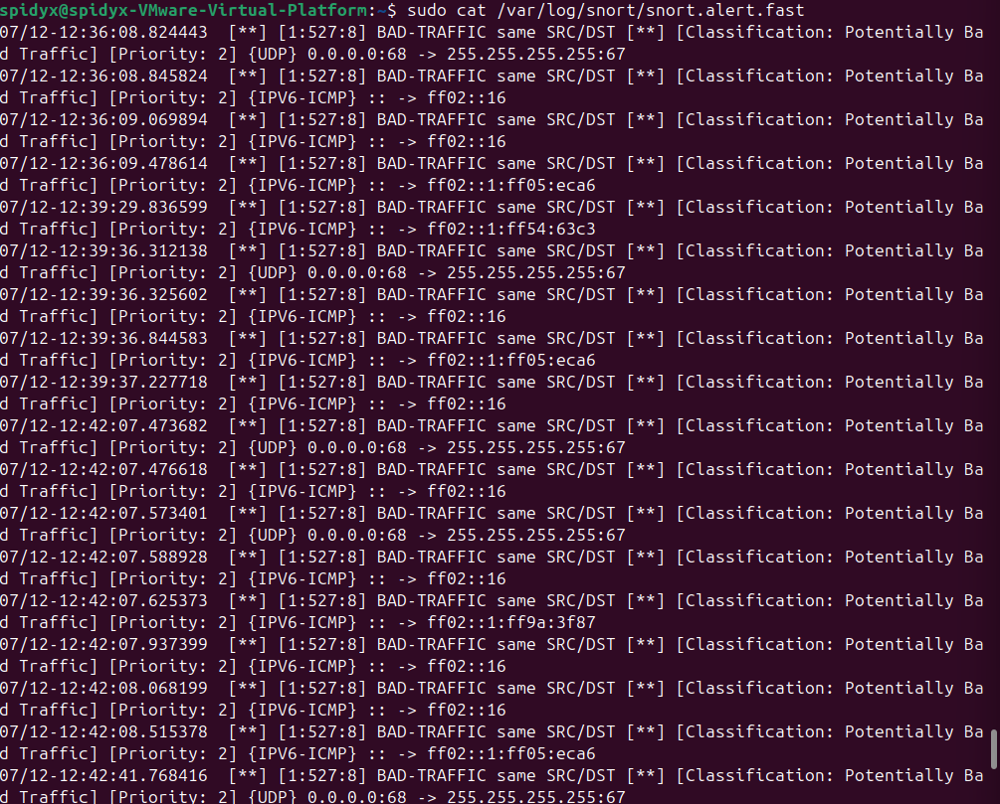 spidyx@spidyx-VMware-Virtual-Platform:~$ sudo cat /var/log/snort/snort.alert.fast
07/12-12:36:08.824443  [**] [1:527:8] BAD-TRAFFIC same SRC/DST [**] [Classification: Potentially Ba
d Traffic] [Priority: 2] {UDP} 0.0.0.0:68 -> 255.255.255.255:67
07/12-12:36:08.845824  [**] [1:527:8] BAD-TRAFFIC same SRC/DST [**] [Classification: Potentially Ba
d Traffic] [Priority: 2] {IPV6-ICMP} :: -> ff02::16
07/12-12:36:09.069894  [**] [1:527:8] BAD-TRAFFIC same SRC/DST [**] [Classification: Potentially Ba
d Traffic] [Priority: 2] {IPV6-ICMP} :: -> ff02::16
07/12-12:36:09.478614  [**] [1:527:8] BAD-TRAFFIC same SRC/DST [**] [Classification: Potentially Ba
d Traffic] [Priority: 2] {IPV6-ICMP} :: -> ff02::1:ff05:eca6
07/12-12:39:29.836599  [**] [1:527:8] BAD-TRAFFIC same SRC/DST [**] [Classification: Potentially Ba
d Traffic] [Priority: 2] {IPV6-ICMP} :: -> ff02::1:ff54:63c3
07/12-12:39:36.312138  [**] [1:527:8] BAD-TRAFFIC same SRC/DST [**] [Classification: Potentially Ba
d Traffic] [Priority: 2] {UDP} 0.0.0.0:68 -> 255.255.255.255:67
07/12-12:39:36.325602  [**] [1:527:8] BAD-TRAFFIC same SRC/DST [**] [Classification: Potentially Ba
d Traffic] [Priority: 2] {IPV6-ICMP} :: -> ff02::16
07/12-12:39:36.844583  [**] [1:527:8] BAD-TRAFFIC same SRC/DST [**] [Classification: Potentially Ba
d Traffic] [Priority: 2] {IPV6-ICMP} :: -> ff02::1:ff05:eca6
07/12-12:39:37.227718  [**] [1:527:8] BAD-TRAFFIC same SRC/DST [**] [Classification: Potentially Ba
d Traffic] [Priority: 2] {IPV6-ICMP} :: -> ff02::16
07/12-12:42:07.473682  [**] [1:527:8] BAD-TRAFFIC same SRC/DST [**] [Classification: Potentially Ba
d Traffic] [Priority: 2] {UDP} 0.0.0.0:68 -> 255.255.255.255:67
07/12-12:42:07.476618  [**] [1:527:8] BAD-TRAFFIC same SRC/DST [**] [Classification: Potentially Ba
d Traffic] [Priority: 2] {IPV6-ICMP} :: -> ff02::16
07/12-12:42:07.573401  [**] [1:527:8] BAD-TRAFFIC same SRC/DST [**] [Classification: Potentially Ba
d Traffic] [Priority: 2] {UDP} 0.0.0.0:68 -> 255.255.255.255:67
07/12-12:42:07.588928  [**] [1:527:8] BAD-TRAFFIC same SRC/DST [**] [Classification: Potentially Ba
d Traffic] [Priority: 2] {IPV6-ICMP} :: -> ff02::16
07/12-12:42:07.625373  [**] [1:527:8] BAD-TRAFFIC same SRC/DST [**] [Classification: Potentially Ba
d Traffic] [Priority: 2] {IPV6-ICMP} :: -> ff02::1:ff9a:3f87
07/12-12:42:07.937399  [**] [1:527:8] BAD-TRAFFIC same SRC/DST [**] [Classification: Potentially Ba
d Traffic] [Priority: 2] {IPV6-ICMP} :: -> ff02::16
07/12-12:42:08.068199  [**] [1:527:8] BAD-TRAFFIC same SRC/DST [**] [Classification: Potentially Ba
d Traffic] [Priority: 2] {IPV6-ICMP} :: -> ff02::16
07/12-12:42:08.515378  [**] [1:527:8] BAD-TRAFFIC same SRC/DST [**] [Classification: Potentially Ba
d Traffic] [Priority: 2] {IPV6-ICMP} :: -> ff02::1:ff05:eca6
07/12-12:42:41.768416  [**] [1:527:8] BAD-TRAFFIC same SRC/DST [**] [Classification: Potentially Ba
d Traffic] [Priority: 2] {UDP} 0.0.0.0:68 -> 255.255.255.255:67